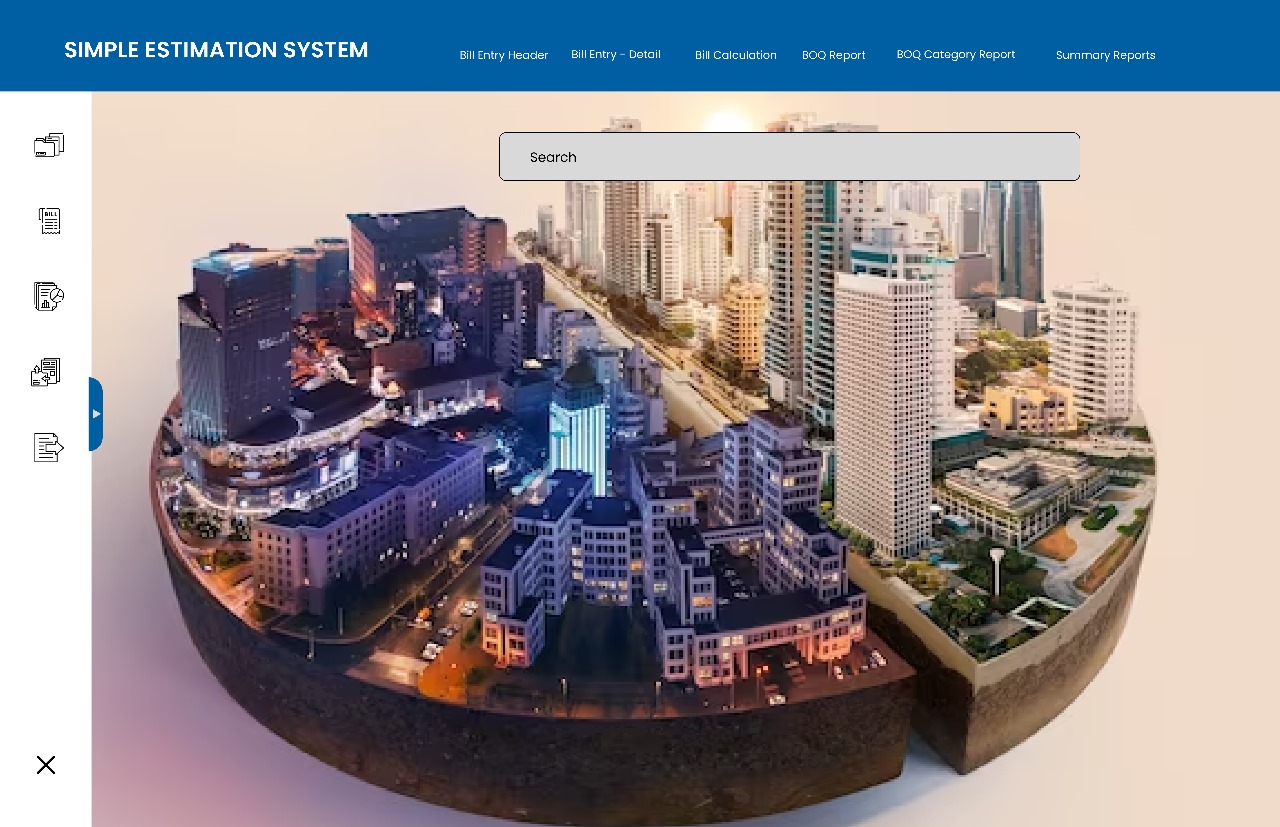 SIMPLE ESTIMATION SYSTEM
Bill Entry Header
Bill Entry - Detail
Bill Calculation
BOQ Report
BOQ Category Report
Summary Reports
Search
BILL